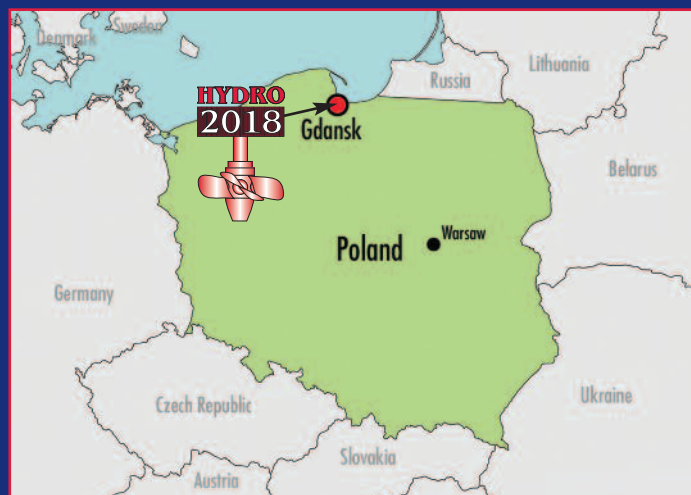 Denmark
Sweden
Lithuania
Russia
HYDRO
2018
Gdansk
Belarus
Poland
Warsaw
Germany
Ukraine
Czech Republic
Slovakia
Austria